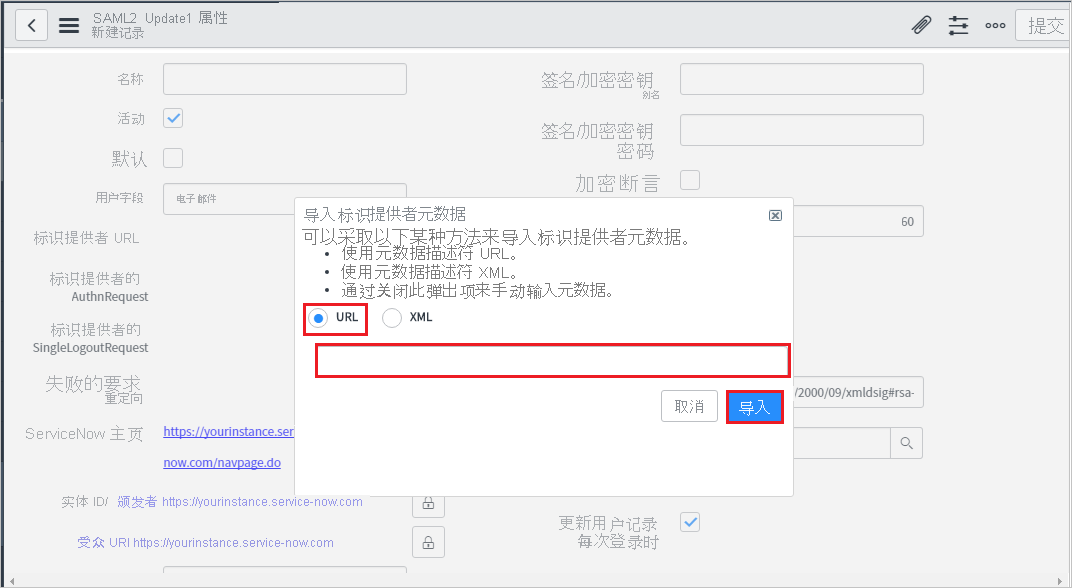 SAML2 Update1 属性
新建记录
提交
名称
活动
默认
用户字段
电子邮件
标识提供者 URL
标识提供者的
AuthnRequest
标识提供者的
SingleLogoutRequest
失败的要求
重定向
ServiceNow 主页
https://yourinstance.ser
now.com/navpage.do
实体 ID/ 颁发者 https://yourinstance.service-now.com
受众 URI https://yourinstance.service-now.com
签名/加密密钥
别名
签名/加密密钥
密码
加密断言
60
/2000/09/xmldsig#rsa-
更新用户记录
每次登录时
导入标识提供者元数据
可以采取以下某种方法来导入标识提供者元数据。
• 使用元数据描述符 URL。
• 使用元数据描述符 XML。
• 通过关闭此弹出项来手动输入元数据。
URL XML
取消 导入